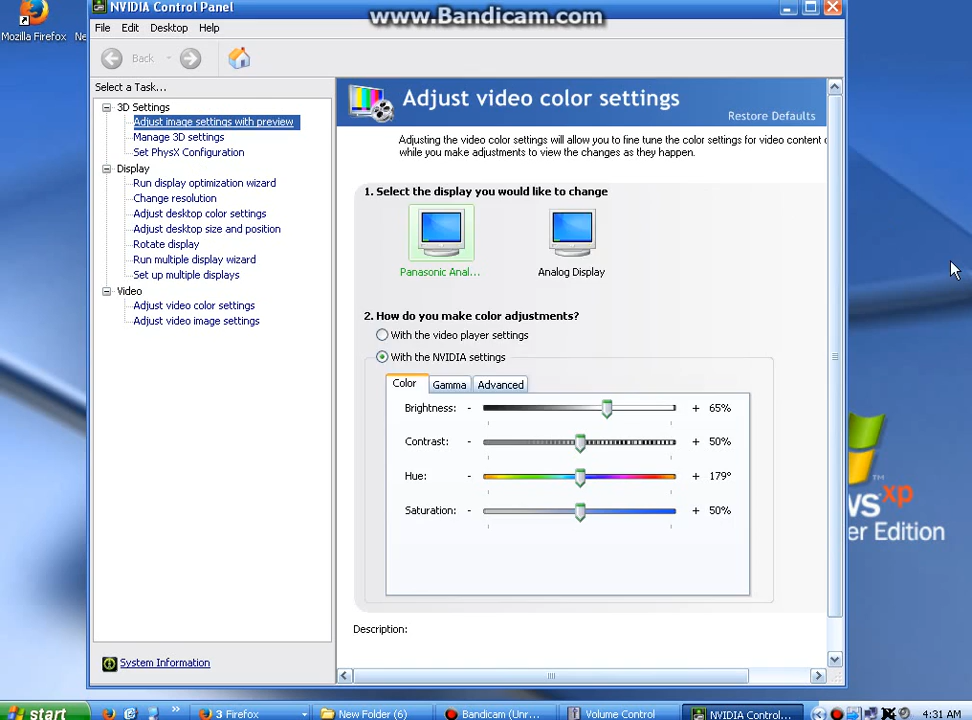 NVIDIA Control Panel
www.Bandicam.com
Mozilla Firefox
Ne
File Edit Desktop Help
Back
Select a Task...
3D Settings
Adjust image settings with preview
Manage 3D settings
Set PhysX Configuration
Display
Run display optimization wizard
Change resolution
Adjust desktop color settings
Adjust desktop size and position
Rotate display
Run multiple display wizard
Set up multiple displays
Video
Adjust video color settings
Adjust video image settings
System Information
Adjust video color settings
Restore Defaults
Adjusting the video color settings will allow you to fine tune the color settings for video content
while you make adjustments to view the changes as they happen.
1. Select the display you would like to change
Panasonic Anal...
Analog Display
2. How do you make color adjustments?
With the video player settings
With the NVIDIA settings
Color Gamma Advanced
Brightness: - + 65%
Contrast: - + 50%
Hue: - + 179°
Saturation: - + 50%
Description:
ws xp
er Edition
start
3 Firefox
New Folder (6)
Bandicam (Unr...
Volume Control
NVIDIA Control...
4:31 AM